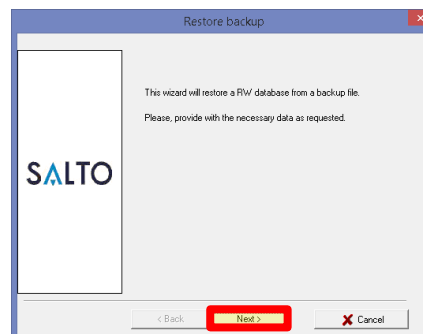 Restore backup
This wizard will restore a RW database from a backup file.
Please, provide with the necessary data as requested.
SALTO
< Back
Next >
Cancel